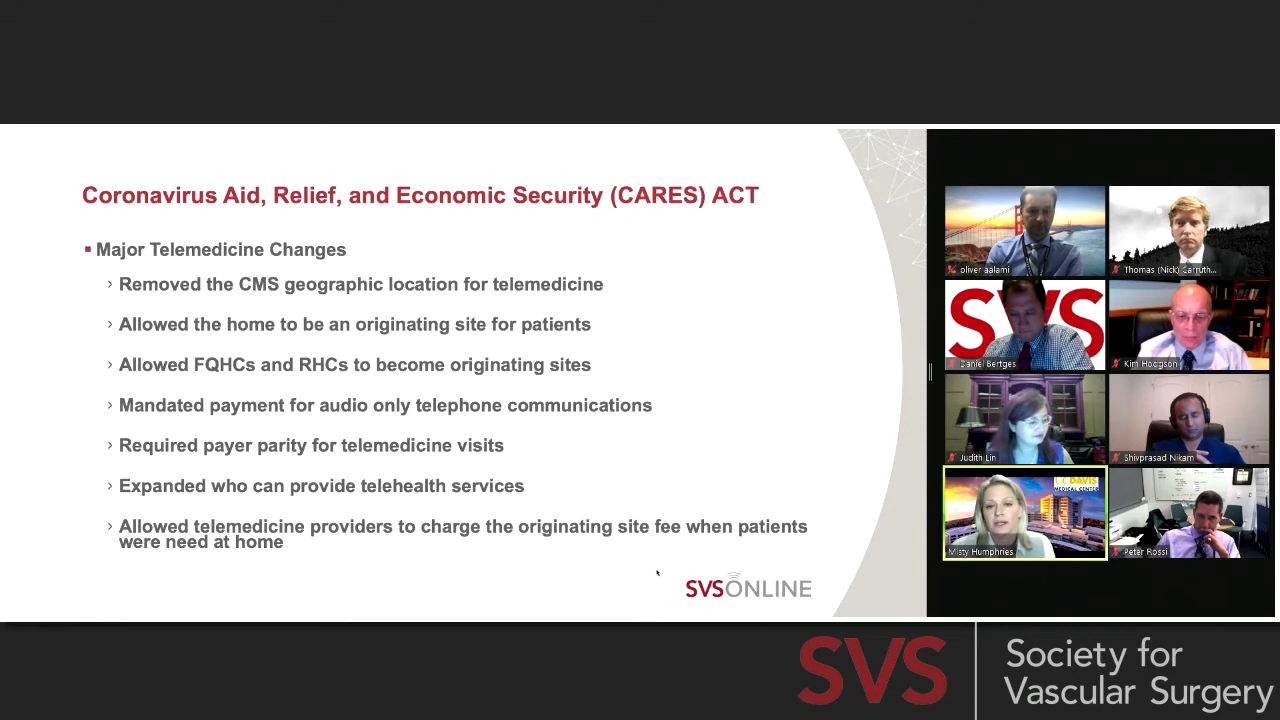 Coronavirus Aid, Relief, and Economic Security (CARES) ACT
Major Telemedicine Changes
Removed the CMS geographic location for telemedicine
Allowed the home to be an originating site for patients
Allowed FQHCs and RHCs to become originating sites
Mandated payment for audio only telephone communications
Required payer parity for telemedicine visits
Expanded who can provide telehealth services
Allowed telemedicine providers to charge the originating site fee when patients
were need at home
SVSONLINE
oliver aalami
Thomas (Nick) Carruth...
SVS
Daniel Bertges
Kim Hodgson
Judith Lin
Shivprasad Nikam
UC DAVIS
MEDICAL CENTER
Misty Humphries
Peter Rossi
SVS
Society for
Vascular Surgery